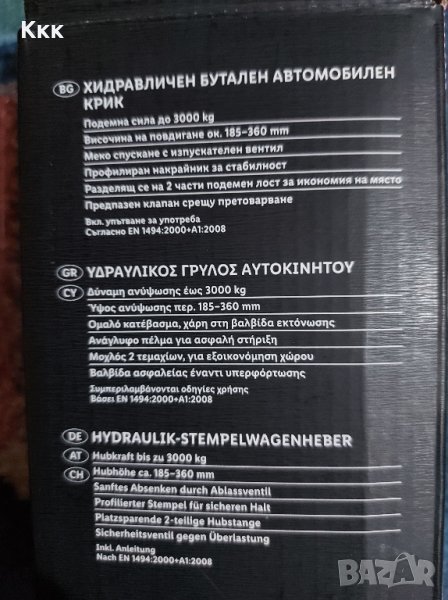 Kкк
BG ХИДРАВЛИЧЕН БУТАЛЕН АВТОМОБИЛЕН
КРИК
Подемна сила до 3000 kg
Височина на повдигане ок. 185-360 mm
Меко спускане с изпускателен вентил
Профилиран накрайник за стабилност
Разделящ се на 2 части подемен лост за икономия на място
Предпазен клапан срещу претоварване
Вкл. упътване за употреба
Съгласно EN 1494:2000+A1:2008
GR ΥΔΡΑΥΛΙΚΟΣ ΓΡΥΛΟΣ ΑΥΤΟΚΙΝΗΤΟΥ
CY Δύναμη ανύψωσης έως 3000 kg
Ύψος ανύψωσης περ. 185-360 mm
Ομαλό κατέβασμα, χάρη στη βαλβίδα εκτόνωσης
Ανάγλυφο πέλμα για ασφαλή στήριξη
Μοχλός 2 τεμαχίων, για εξοικονόμηση χώρου
Βαλβίδα ασφαλείας έναντι υπερφόρτωσης
Συμπεριλαμβάνονται οδηγίες χρήσης
Βάσει EN 1494:2000+A1:2008
DE HYDRAULIK-STEMPELWAGENHEBER
AT Hubkraft bis zu 3000 kg
CH Hubhöhe ca. 185-360 mm
Sanftes Absenken durch Ablassventil
Profilierter Stempel für sicheren Halt
Platzsparende 2-teilige Hubstange
Sicherheitsventil gegen Überlastung
Inkl. Anleitung
Nach EN 1494:2000+A1:2008
BAZAR